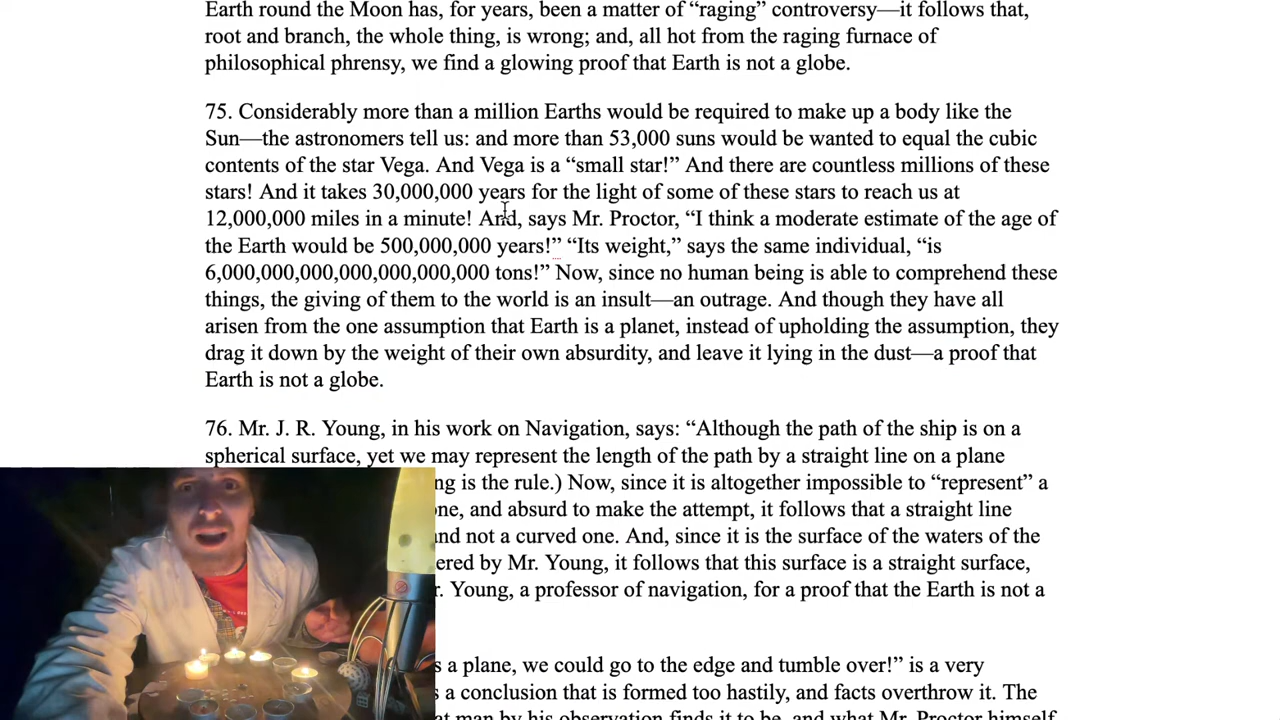 Earth round the Moon has, for years, been a matter of “raging” controversy—it follows that,
root and branch, the whole thing, is wrong; and, all hot from the raging furnace of
philosophical phrensy, we find a glowing proof that Earth is not a globe.
75. Considerably more than a million Earths would be required to make up a body like the
Sun—the astronomers tell us: and more than 53,000 suns would be wanted to equal the cubic
contents of the star Vega. And Vega is a “small star!” And there are countless millions of these
stars! And it takes 30,000,000 years for the light of some of these stars to reach us at
12,000,000 miles in a minute! And, says Mr. Proctor, “I think a moderate estimate of the age of
the Earth would be 500,000,000 years!” “Its weight,” says the same individual, “is
6,000,000,000,000,000,000,000 tons!” Now, since no human being is able to comprehend these
things, the giving of them to the world is an insult—an outrage. And though they have all
arisen from the one assumption that Earth is a planet, instead of upholding the assumption, they
drag it down by the weight of their own absurdity, and leave it lying in the dust—a proof that
Earth is not a globe.
76. Mr. J. R. Young, in his work on Navigation, says: “Although the path of the ship is on a
spherical surface, yet we may represent the length of the path by a straight line on a plane
ng is the rule.) Now, since it is altogether impossible to “represent” a
one, and absurd to make the attempt, it follows that a straight line
and not a curved one. And, since it is the surface of the waters of the
ered by Mr. Young, it follows that this surface is a straight surface,
r. Young, a professor of navigation, for a proof that the Earth is not a
s a plane, we could go to the edge and tumble over!” is a very
s a conclusion that is formed too hastily, and facts overthrow it. The
at man by his observation finds it to be, and what Mr. Proctor himself